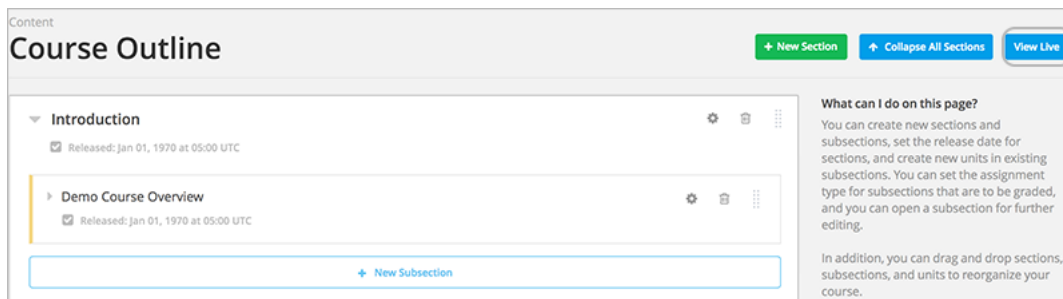 Content
Course Outline
+ New Section
↑ Collapse All Sections
View Live
Introduction
Released: Jan 01, 1970 at 05:00 UTC
Demo Course Overview
Released: Jan 01, 1970 at 05:00 UTC
+ New Subsection
What can I do on this page?
You can create new sections and
subsections, set the release date for
sections, and create new units in existing
subsections. You can set the assignment
type for subsections that are to be graded,
and you can open a subsection for further
editing.
In addition, you can drag and drop sections,
subsections, and units to reorganize your
course.